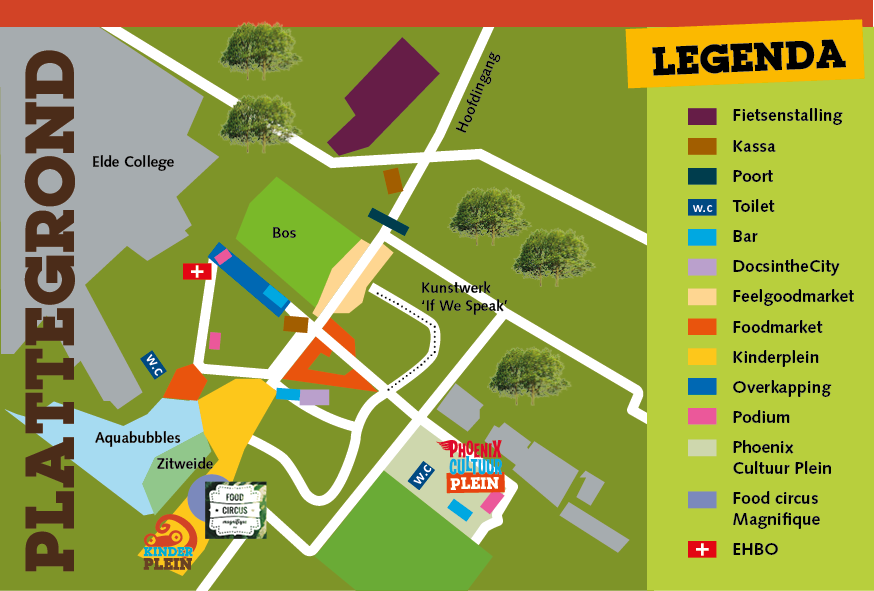 PLATTEGROND
Elde College
Hoofdingang
Bos
Kunstwerk
'If We Speak'
W.C
Aquabubbles
Zitweide
FOOD
CIRCUS
magnifique
KINDER
PLEIN
W.C
PHOENIX
CULTUUR
PLEIN
LEGENDA
Fietsenstalling
Kassa
Poort
w.c Toilet
Bar
DocsintheCity
Feelgoodmarket
Foodmarket
Kinderplein
Overkapping
Podium
Phoenix
Cultuur Plein
Food circus
Magnifique
EHBO